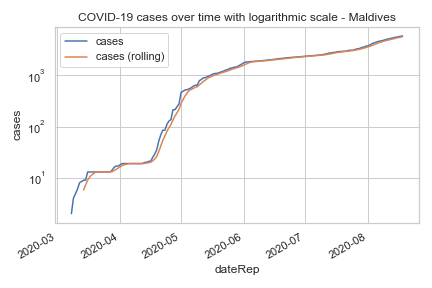 COVID-19 cases over time with logarithmic scale - Maldives
cases
cases (rolling)
10³
10²
10¹
cases
2020-03
2020-04
2020-05
2020-06
2020-07
2020-08
dateRep